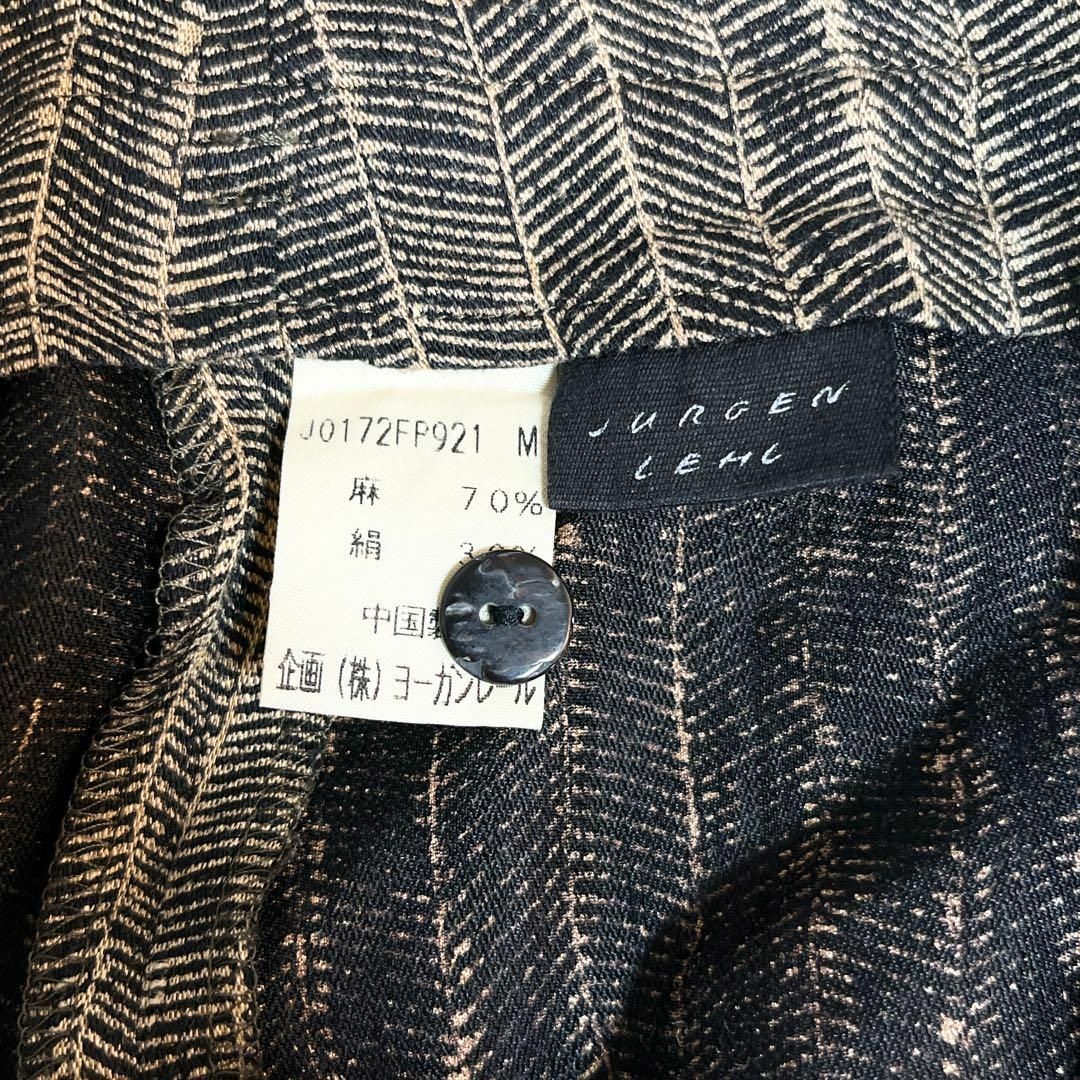 J0172FP921 M
麻 70%
絹
中国
企画 (株) ヨーガンレール
JURGEN
LEHL